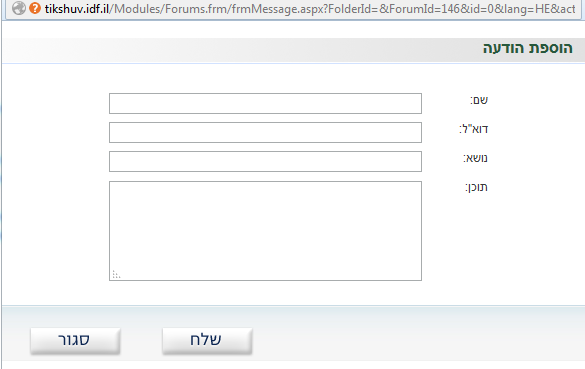 tikshuv.idf.il/Modules/Forums.frm/frmMessage.aspx?FolderId=&ForumId=146&id=0&lang=HE&act
הוספת הודעה
שם:
דוא"ל:
נושא:
תוכן:
שלח
סגור